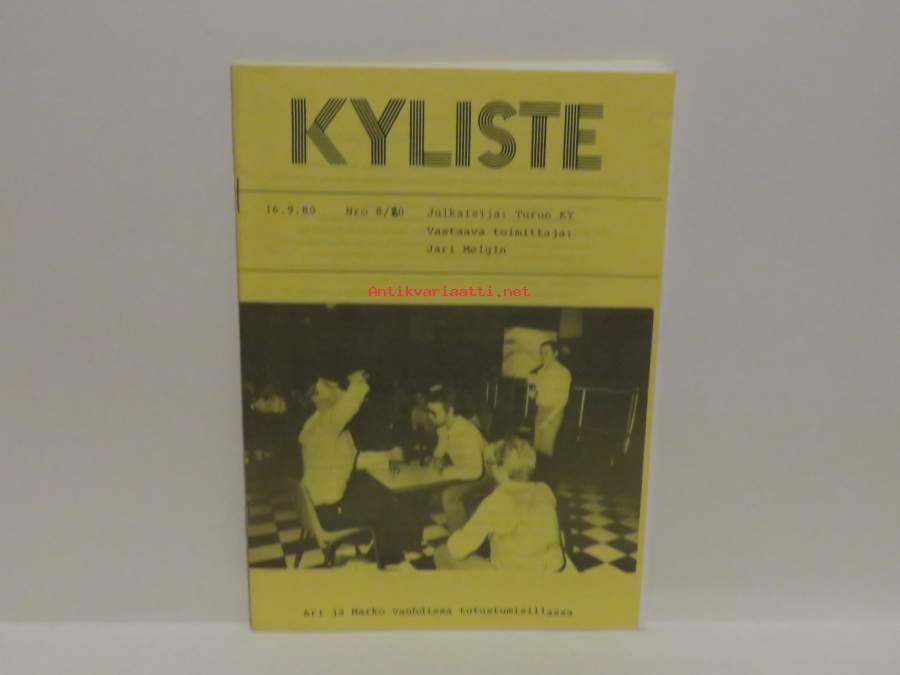 KYLISTE
16.9.80 Nro 8/80 Julkaisija: Turun KY
Vastaava toimittaja:
Jari Melgin
Antikvariaatti.net
Ari ja Marko vauhdissa tutustumisillassa